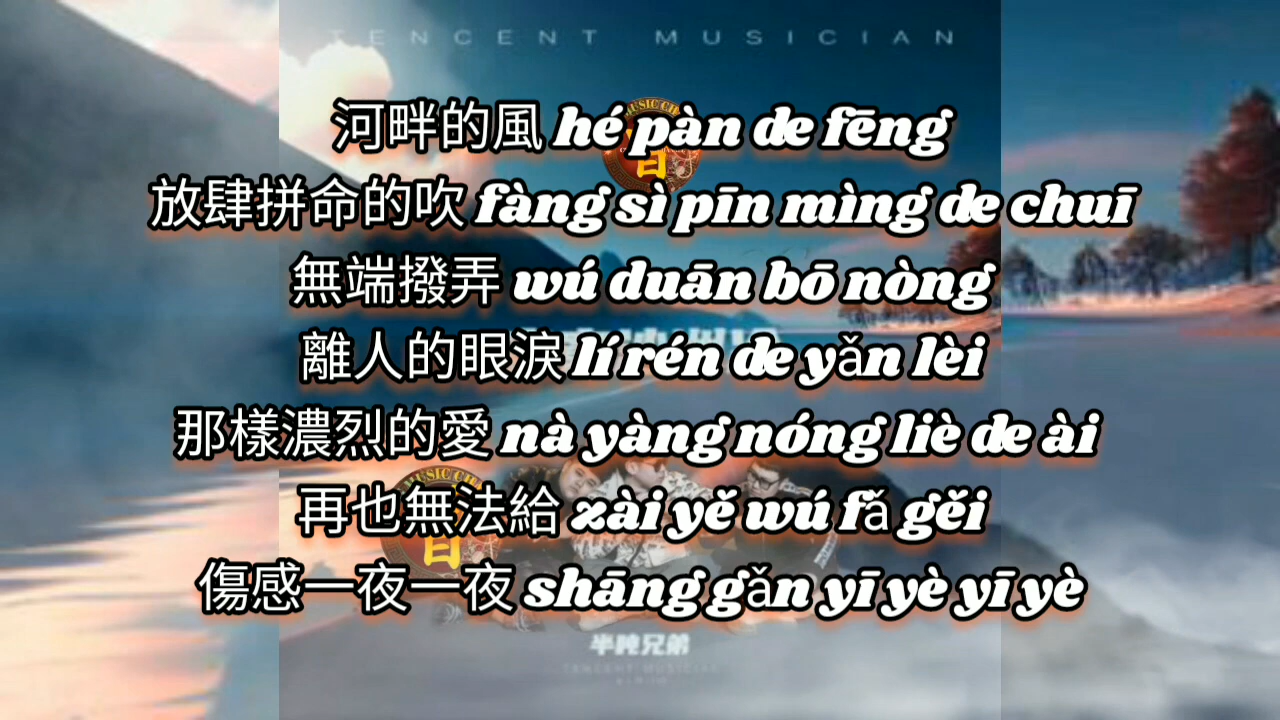 TENCENT MUSICIAN
河畔的風 hé pàn de fēng
放肆拼命的吹 fàng sì pīn mìng de chuī
無端撥弄 wú duān bō nòng
離人的眼淚 lí rén de yǎn lèi
那樣濃烈的愛 nà yàng nóng liè de ài
再也無法給 zài yě wú fǎ gěi
傷感一夜一夜 shāng gǎn yī yè yī yè
半吨兄弟
TENCENT MUSICIAN